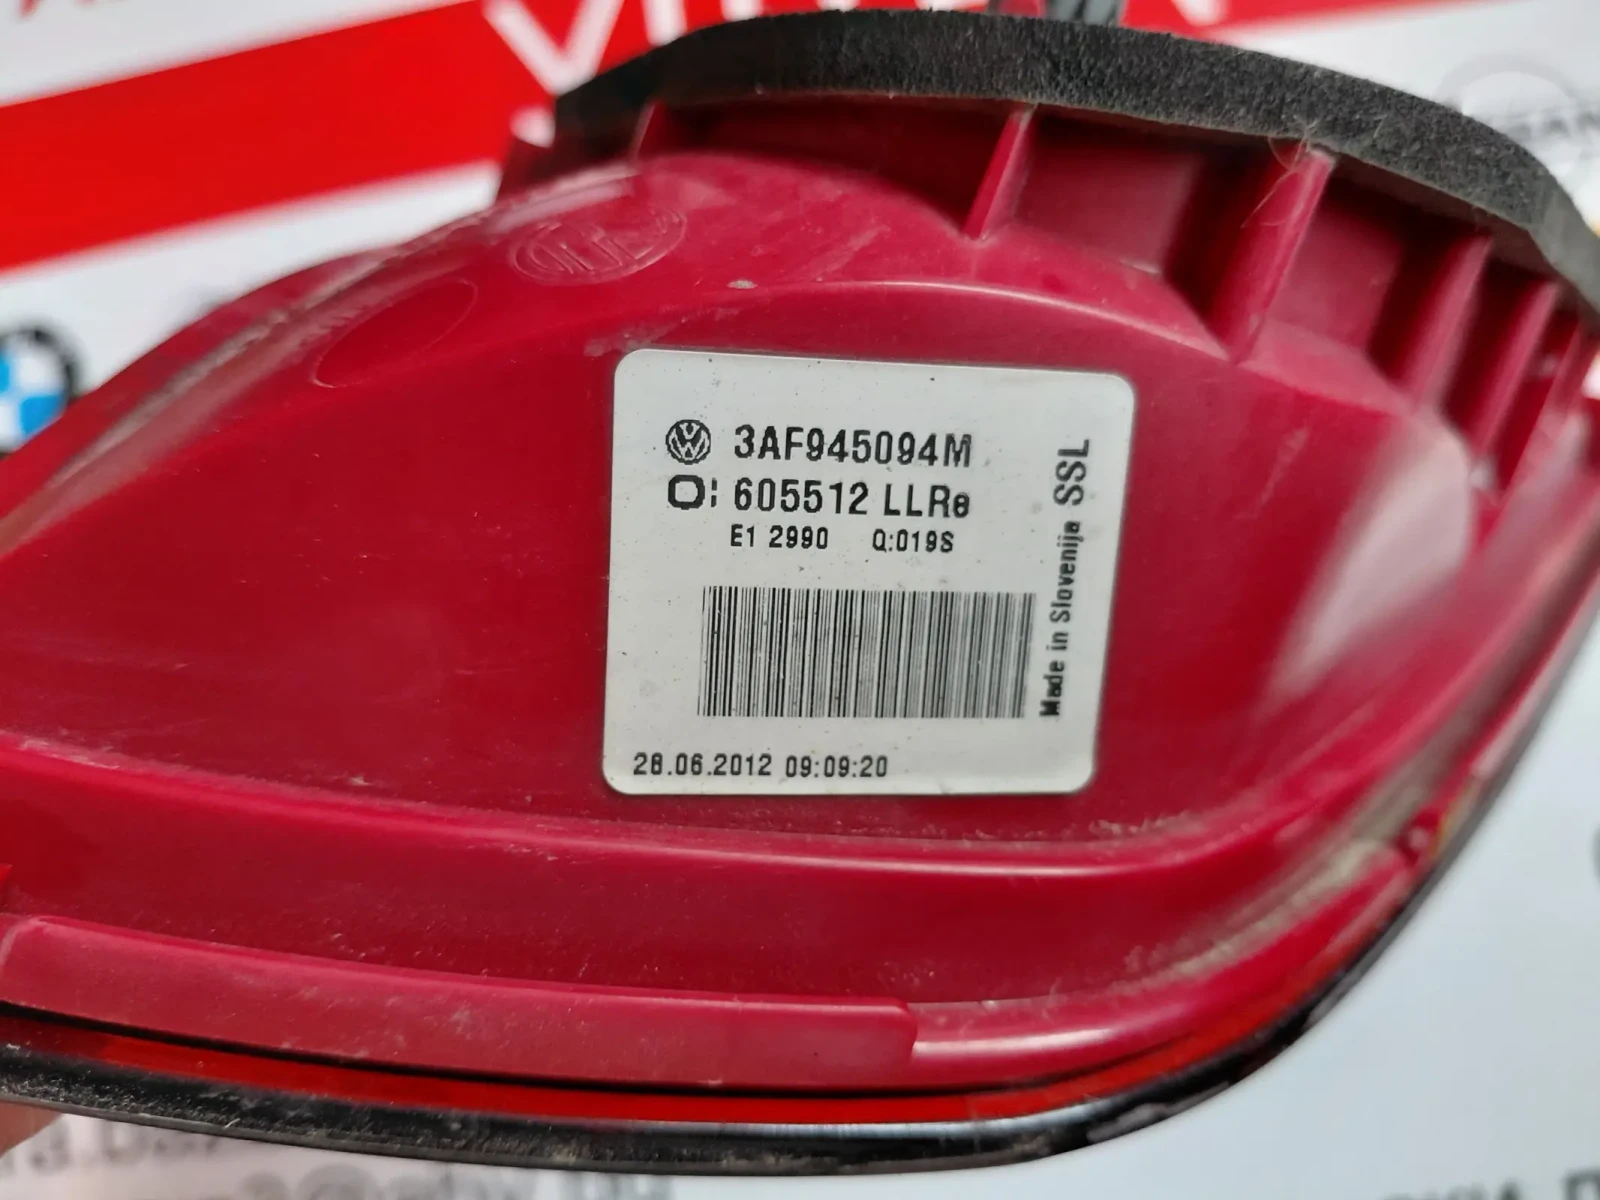 3AF945094M
O: 605512 LLRe
E1 2990 Q:019S
Made in Slovenija SSL
28.06.2012 09:09:20